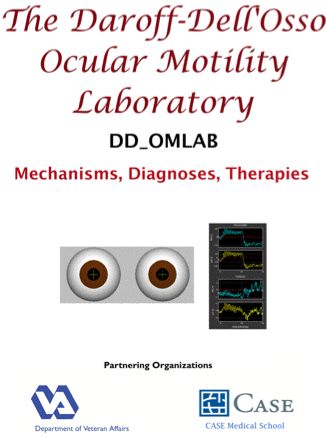 The Daroff-Dell'Osso
Ocular Motility
Laboratory
DD_OMLAB
Mechanisms, Diagnoses, Therapies
Partnering Organizations
VA
Department of Veteran Affairs
CASE
CASE Medical School